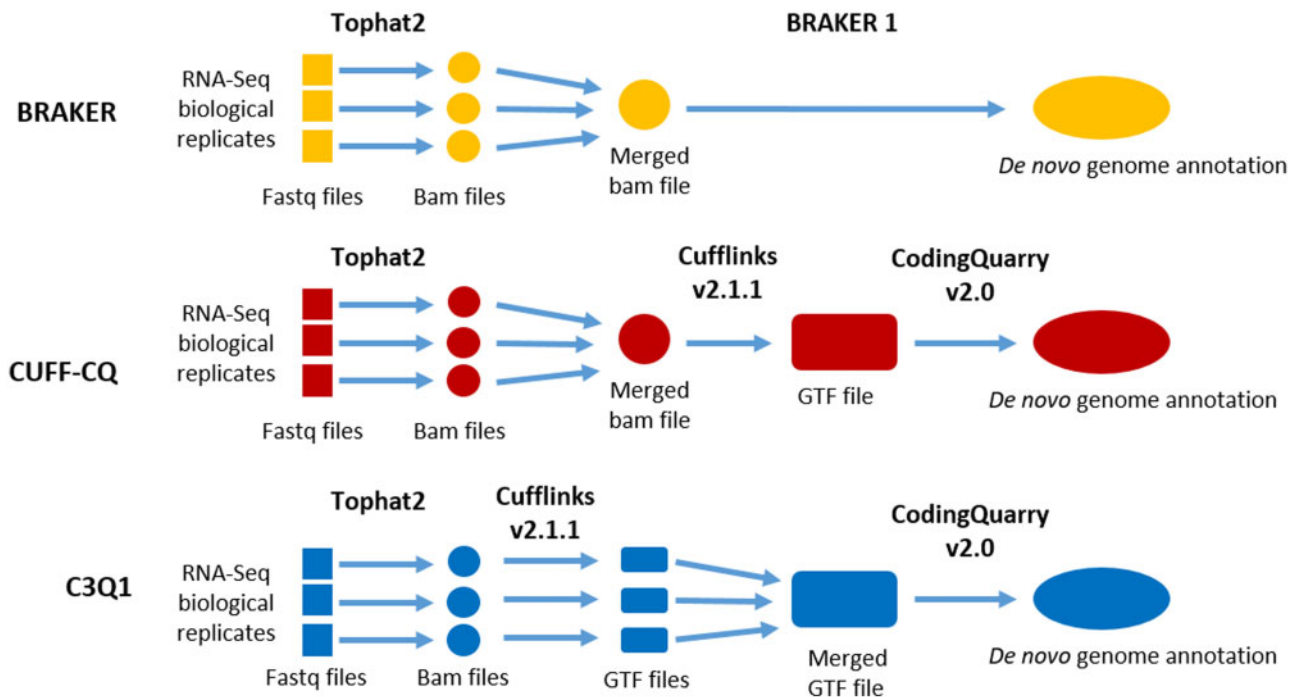 Tophat2
BRAKER 1
BRAKER
RNA-Seq
biological
replicates
Fastq files
Bam files
Merged
bam file
De novo genome annotation
Tophat2
Cufflinks
v2.1.1
CodingQuarry
v2.0
CUFF-CQ
RNA-Seq
biological
replicates
Fastq files
Bam files
Merged
bam file
GTF file
De novo genome annotation
Tophat2
Cufflinks
v2.1.1
CodingQuarry
v2.0
C3Q1
RNA-Seq
biological
replicates
Fastq files
Bam files
GTF files
Merged
GTF file
De novo genome annotation